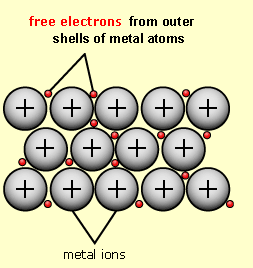 free electrons from outer
shells of metal atoms
+ + + + +
+ + + +
+ + + + +
metal ions